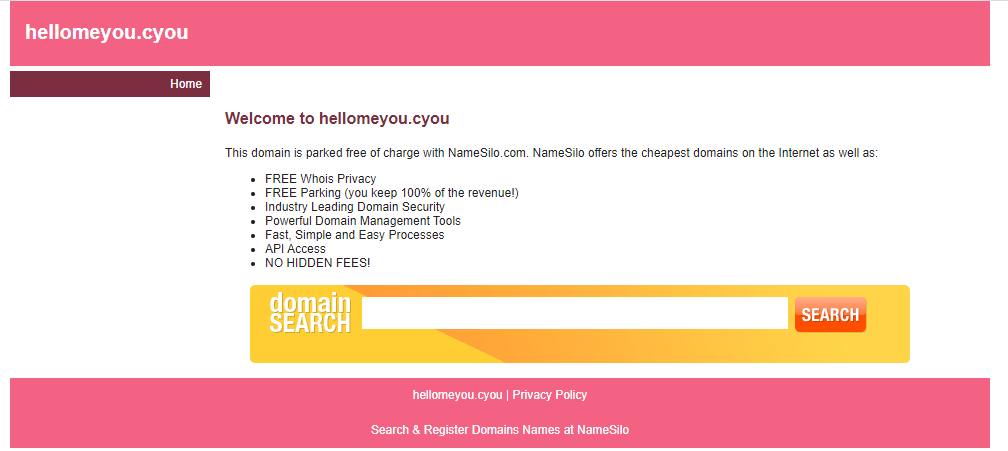 hellomeyou.cyou
Home
Welcome to hellomeyou.cyou
This domain is parked free of charge with NameSilo.com. NameSilo offers the cheapest domains on the Internet as well as:
FREE Whois Privacy
FREE Parking (you keep 100% of the revenue!)
Industry Leading Domain Security
Powerful Domain Management Tools
Fast, Simple and Easy Processes
API Access
NO HIDDEN FEES!
domain
SEARCH
SEARCH
hellomeyou.cyou | Privacy Policy
Search & Register Domains Names at NameSilo